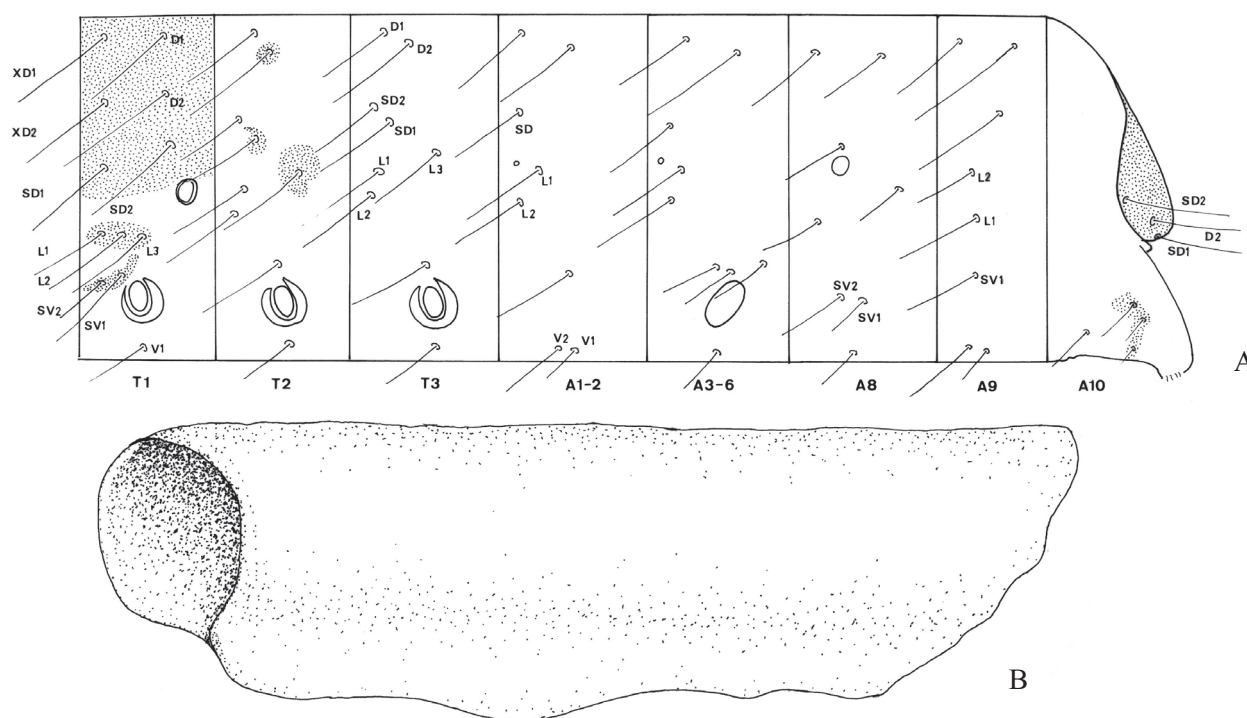 D1
XD1
D2
XD2
SD1
SD2
L1
L3
L2
SV2
SV1
V1
D1
D2
SD2
SD1
L1
L3
L2
SD
L1
L2
V2 V1
SV2
SV1
L2
L1
SV1
SD2
D2
SD1
T1 T2 T3 A1-2 A3-6 A8 A9 A10
A
B